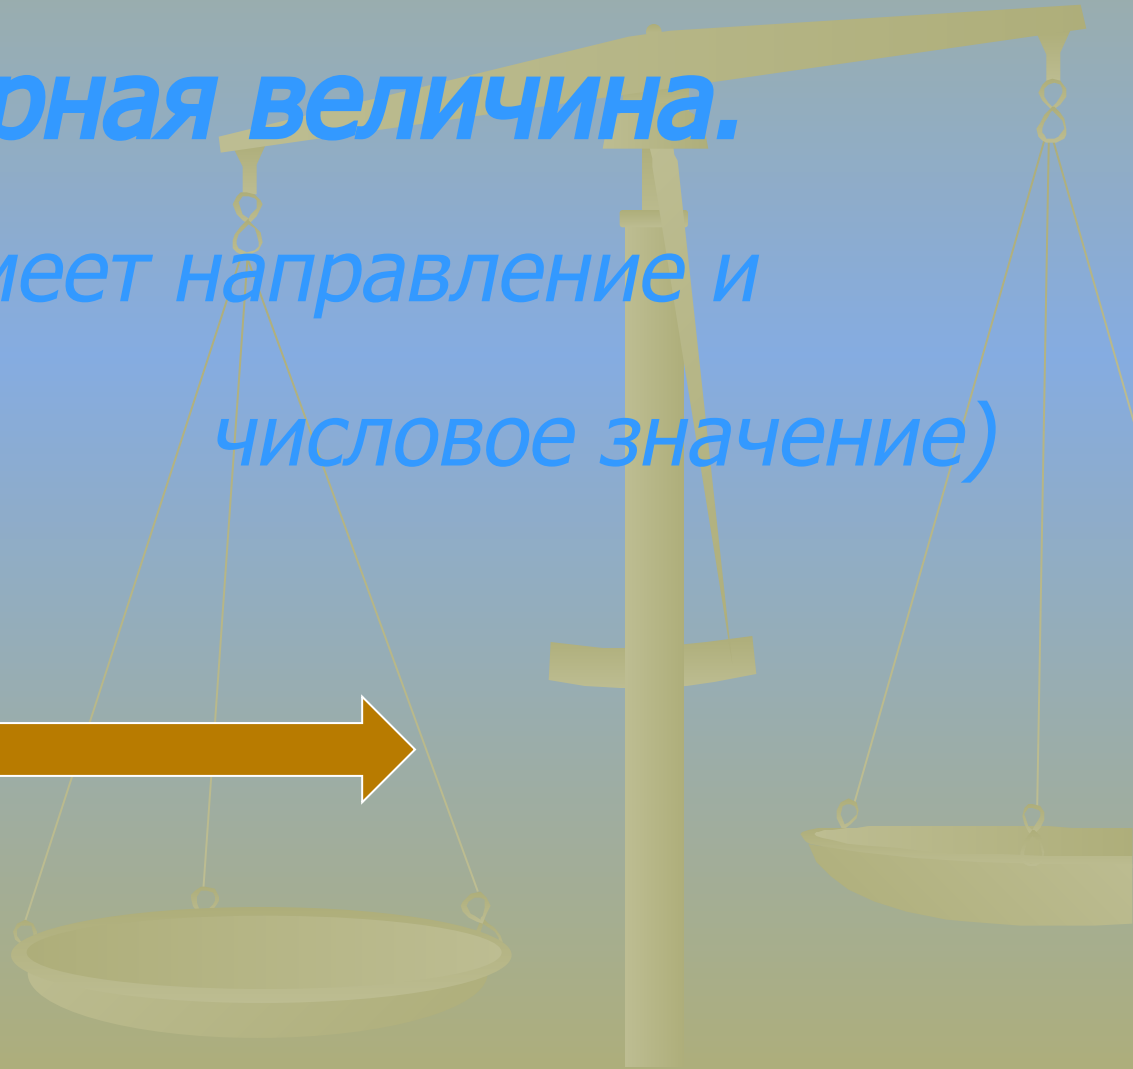 рная величина.
меет направление и
числовое значение)